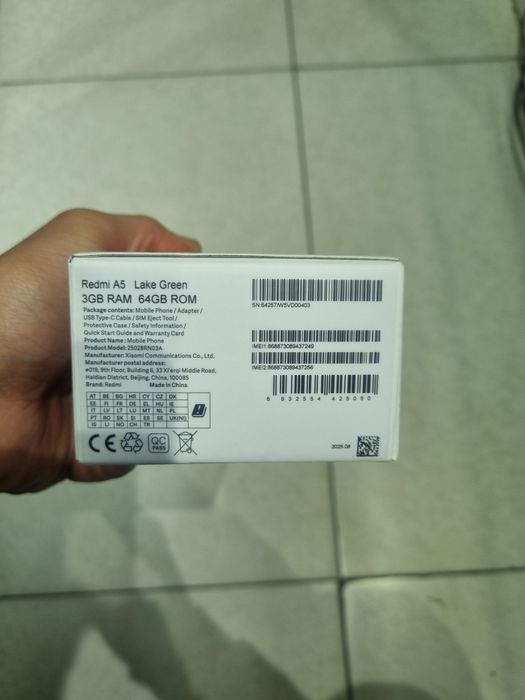 Redmi A5 Lake Green
3GB RAM 64GB ROM
Package contents: Mobile Phone / Adapter /
USB Type-C Cable / SIM Eject Tool /
Protective Case / Safety Information /
Quick Start Guide and Warranty Card
Product Name : Mobile Phone
Product Model: 25028RN03A
Manufacturer: Xiaomi Communications Co., Ltd.
Manufacturer postal address:
#019, 9th Floor, Building 6, 33 Xi'erqi Middle Road,
Haidian District, Beijing, China, 100085
Brand: Redmi Made in China
AT BE BG HR CY CZ DK
EE FI FR DE EL HU IE
IT LV LT LU MT NL PL
PT RO SK SI ES SE UK(NI)
IS LI NO CH TR
CE
QC
PASS
SN:64257/W5VD00403
IMEI1:868873089437249
IMEI2:868873089437256
6 932554 425050
2025.08